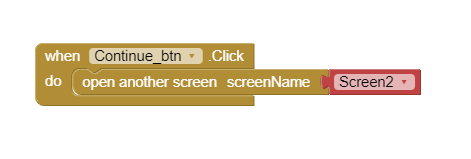 when Continue_btn .Click
do open another screen screenName Screen2